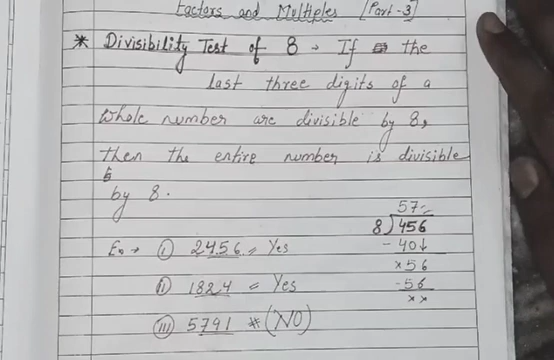 Factors and Multiples [Part-3]
* Divisibility Test of 8 → If the
last three digits of a
whole number are divisible by 8,
then the entire number is divisible
by 8.
57
8)456
Ex → (i) 2456 = Yes
-40↓
×56
(ii) 1824 = Yes
-56
××
(iii) 5791 * (NO)